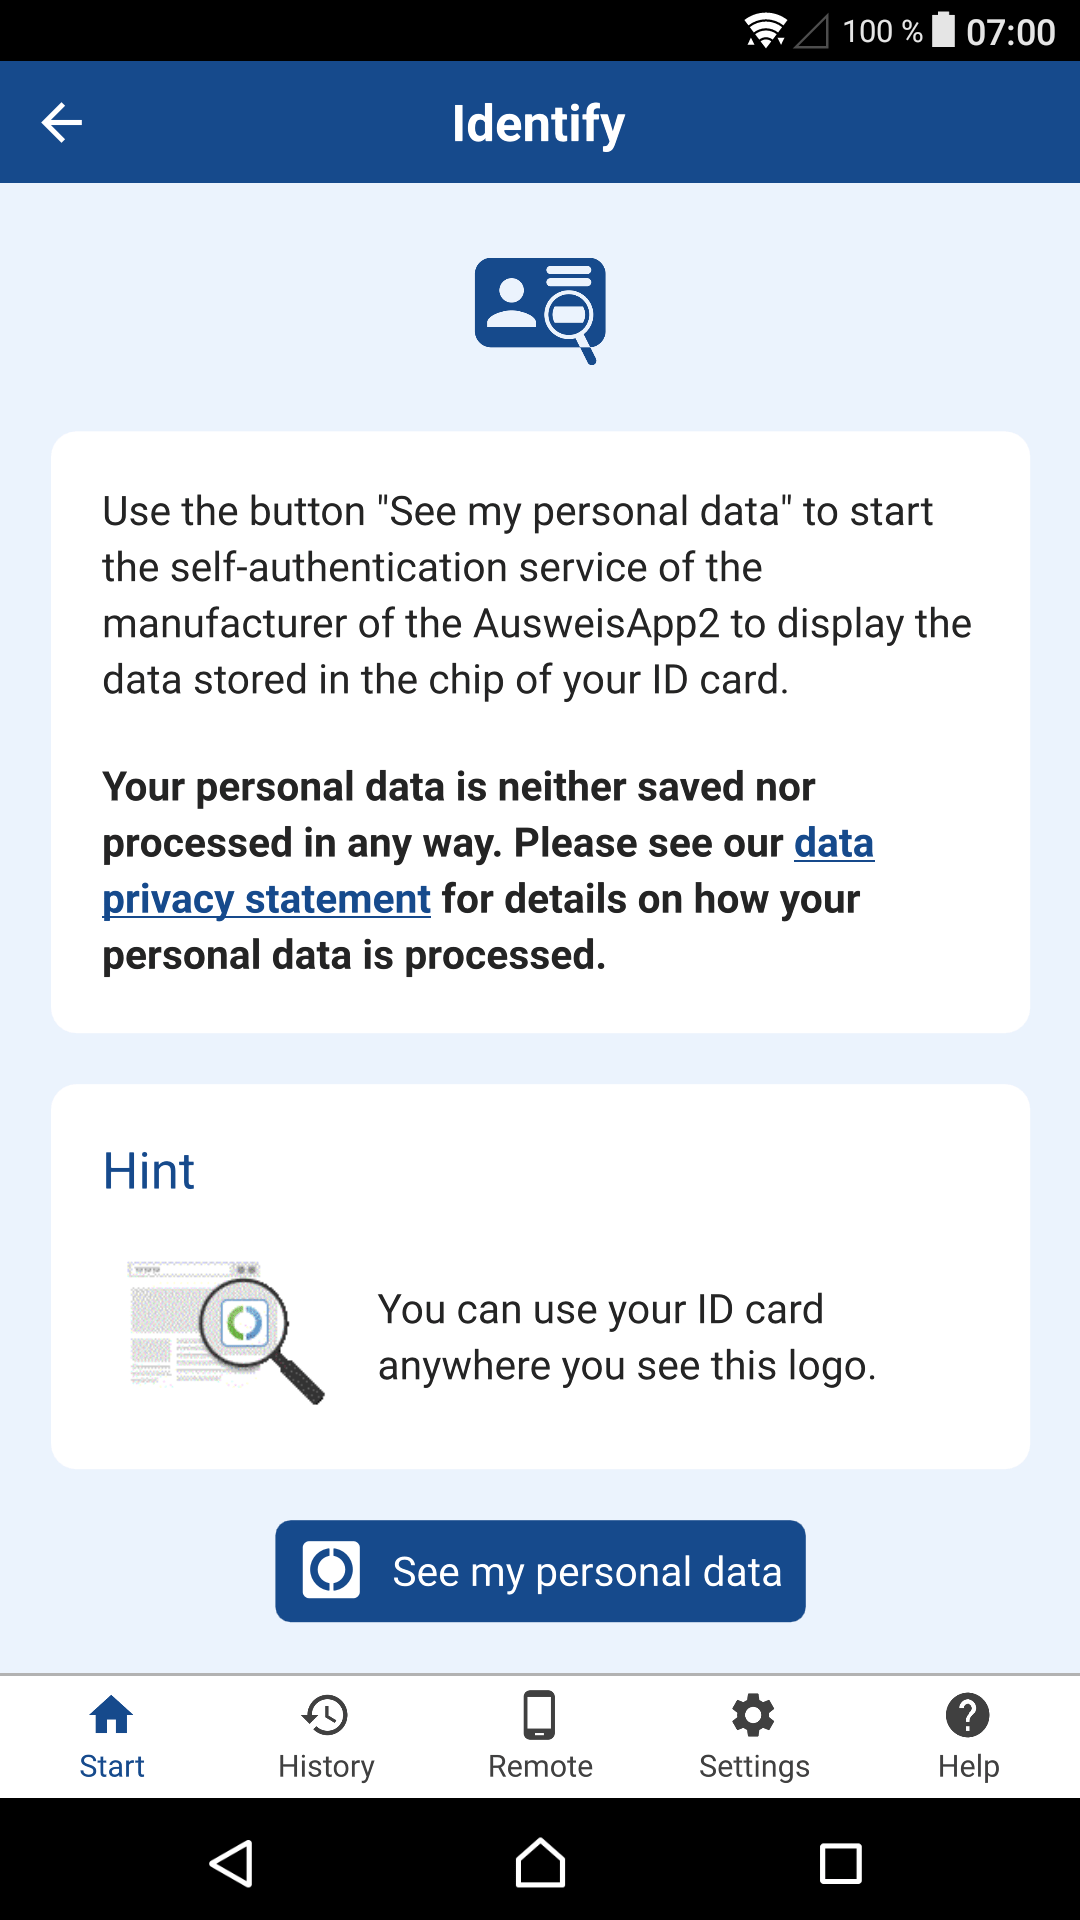 100 % 07:00
Identify
Use the button "See my personal data" to start
the self-authentication service of the
manufacturer of the AusweisApp2 to display the
data stored in the chip of your ID card.
Your personal data is neither saved nor
processed in any way. Please see our data
privacy statement for details on how your
personal data is processed.
Hint
www
You can use your ID card
anywhere you see this logo.
See my personal data
Start History Remote Settings Help